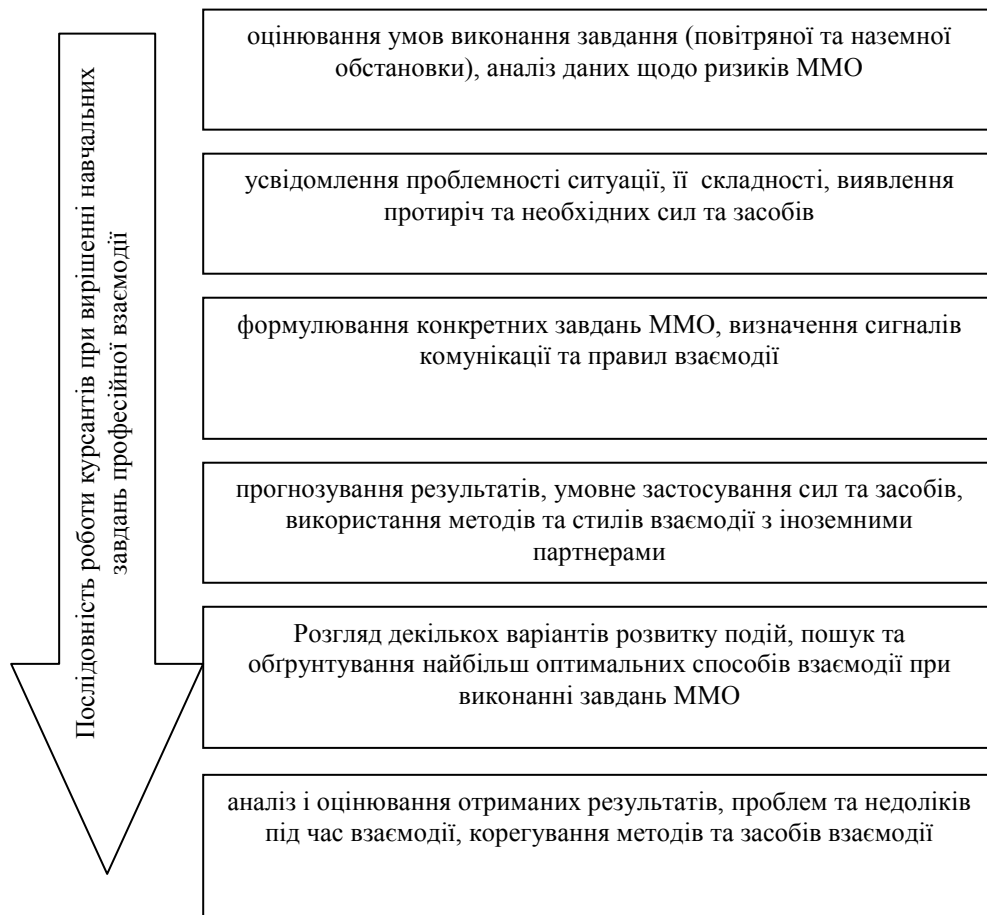 Послідовність роботи курсантів при вирішенні навчальних
завдань професійної взаємодії
оцінювання умов виконання завдання (повітряної та наземної
обстановки), аналіз даних щодо ризиків ММО
усвідомлення проблемності ситуації, її складності, виявлення
протиріч та необхідних сил та засобів
формулювання конкретних завдань ММО, визначення сигналів
комунікації та правил взаємодії
прогнозування результатів, умовне застосування сил та засобів,
використання методів та стилів взаємодії з іноземними
партнерами
Розгляд декількох варіантів розвитку подій, пошук та
обґрунтування найбільш оптимальних способів взаємодії при
виконанні завдань ММО
аналіз і оцінювання отриманих результатів, проблем та недоліків
під час взаємодії, корегування методів та засобів взаємодії